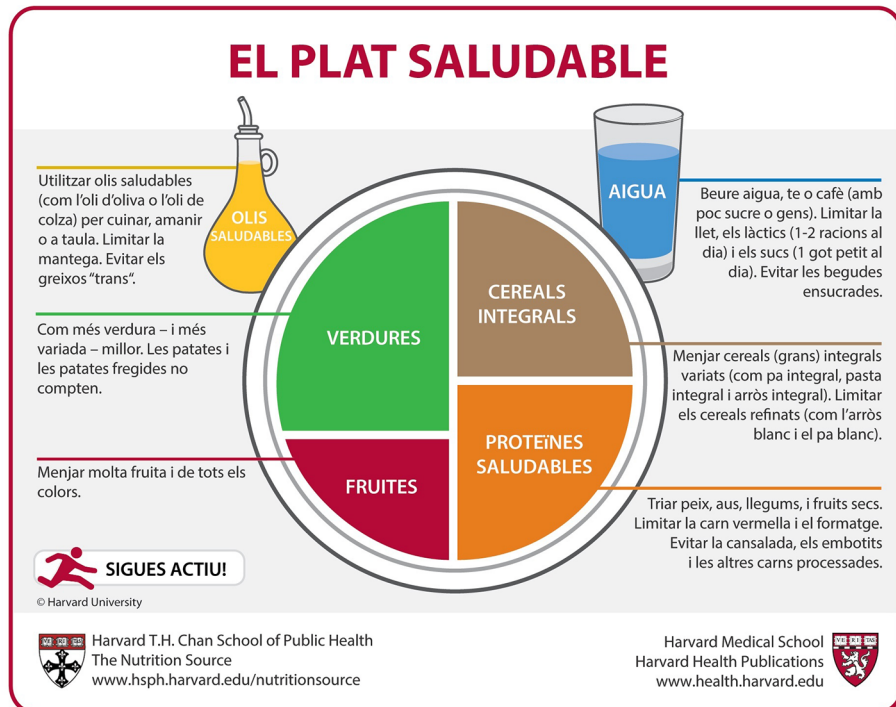 EL PLAT SALUDABLE
Utilitzar olis saludables
(com l'oli d'oliva o l'oli de
colza) per cuinar, amanir
o a taula. Limitar la
mantega. Evitar els
greixos "trans".
OLIS
SALUDABLES
AIGUA
Beure aigua, te o cafè (amb
poc sucre o gens). Limitar la
llet, els làctics (1-2 racions al
dia) i els sucs (1 got petit al
dia). Evitar les begudes
ensucrades.
Com més verdura – i més
variada – millor. Les patates i
les patates fregides no
compten.
VERDURES
CEREALS
INTEGRALS
Menjar cereals (grans) integrals
variats (com pa integral, pasta
integral i arròs integral). Limitar
els cereals refinats (com l'arròs
blanc i el pa blanc).
Menjar molta fruita i de tots els
colors.
FRUITES
PROTEïNES
SALUDABLES
Triar peix, aus, llegums, i fruits secs.
Limitar la carn vermella i el formatge.
Evitar la cansalada, els embotits
i les altres carns processades.
SIGUES ACTIU!
© Harvard University
Harvard T.H. Chan School of Public Health
The Nutrition Source
www.hsph.harvard.edu/nutritionsource
Harvard Medical School
Harvard Health Publications
www.health.harvard.edu
VE RI TAS